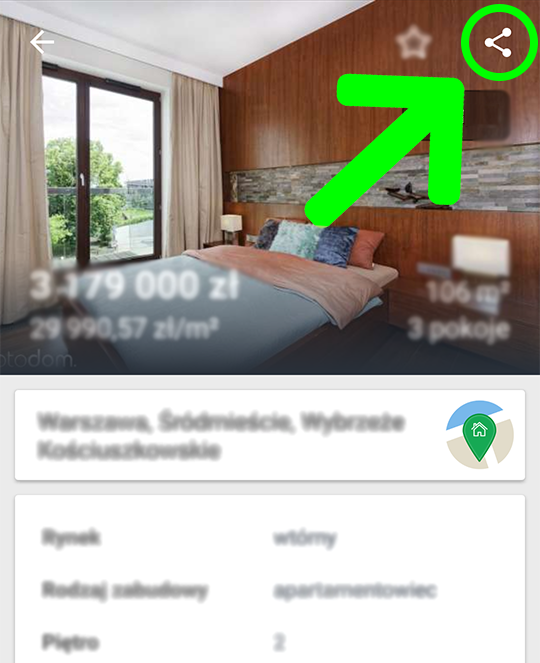 3 179 000 zł
106 m²
29 990,57 zł/m²
3 pokoje
otodom.
Warszawa, Śródmieście, Wybrzeże
Kościuszkowskie
Rynek wtórny
Rodzaj zabudowy apartamentowiec
Piętro 2